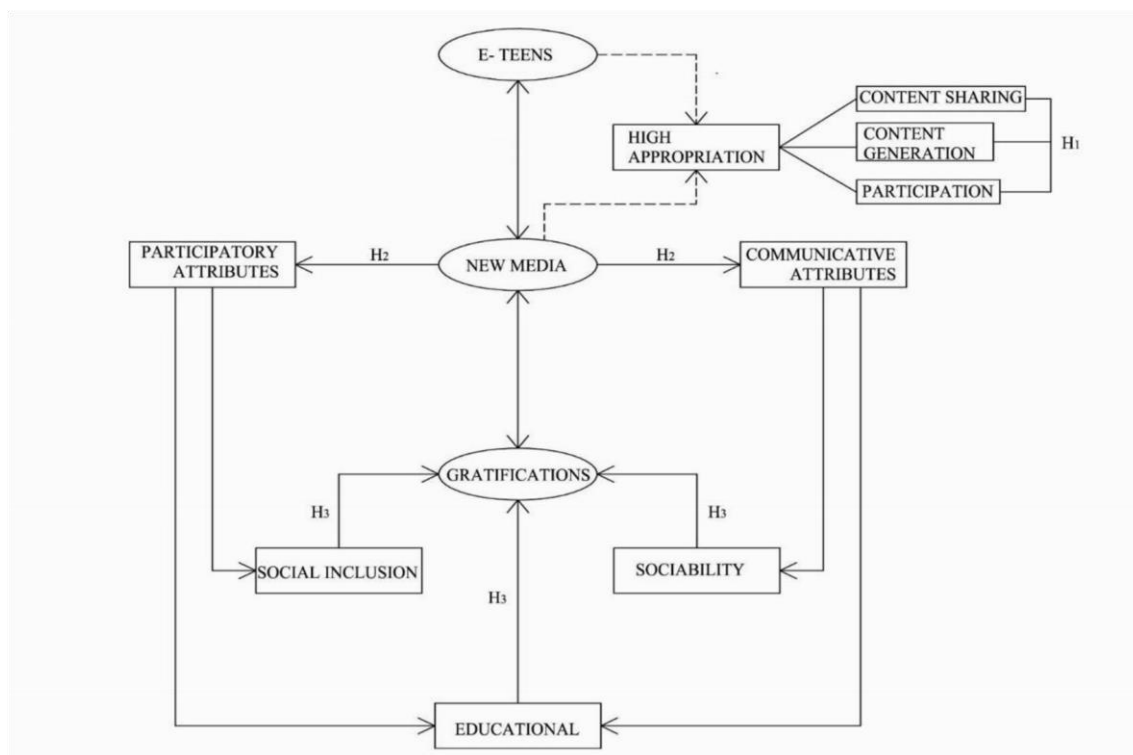 E- TEENS
CONTENT SHARING
HIGH
APPROPRIATION
CONTENT
GENERATION
H1
PARTICIPATION
PARTICIPATORY
ATTRIBUTES
H2
NEW MEDIA
H2
COMMUNICATIVE
ATTRIBUTES
GRATIFICATIONS
H3
H3
SOCIAL INCLUSION
SOCIABILITY
H3
EDUCATIONAL